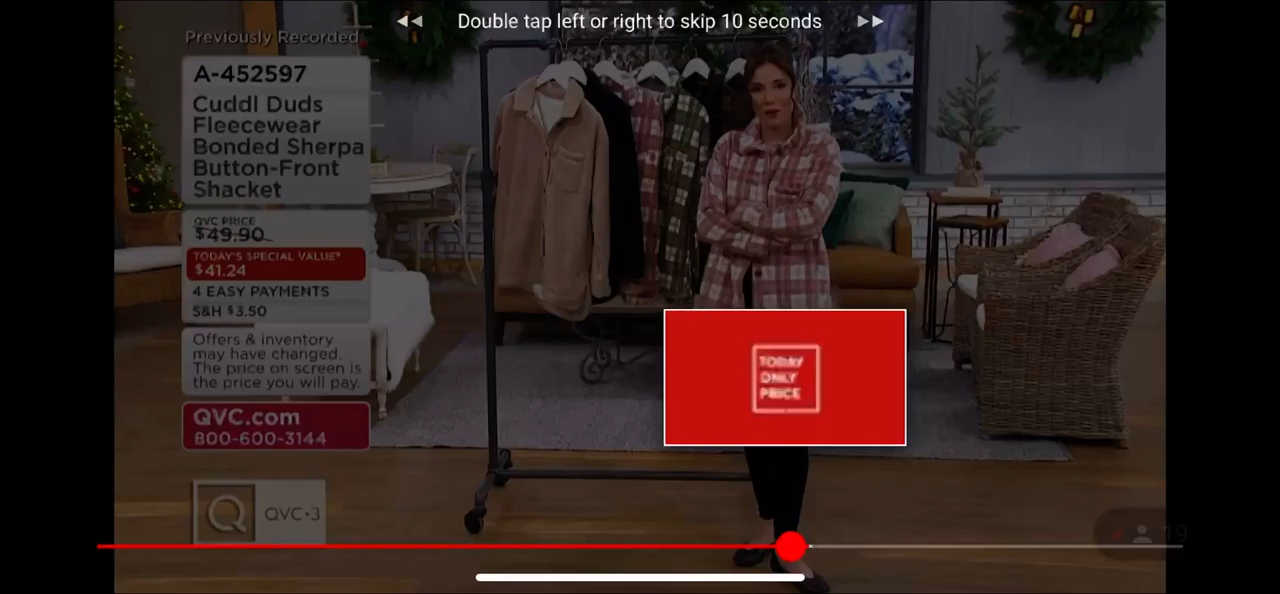 Double tap left or right to skip 10 seconds
Previously Recorded
A-452597
Cuddl Duds
Fleecewear
Bonded Sherpa
Button-Front
Shacket
QVC PRICE
$49.90
TODAY'S SPECIAL VALUE®
$41.24
4 EASY PAYMENTS
S&H $3.50
Offers & inventory
may have changed.
The price on screen is
the price you will pay.
QVC.com
800-600-3144
TODAY
ONLY
PRICE
Q QVC•3
19